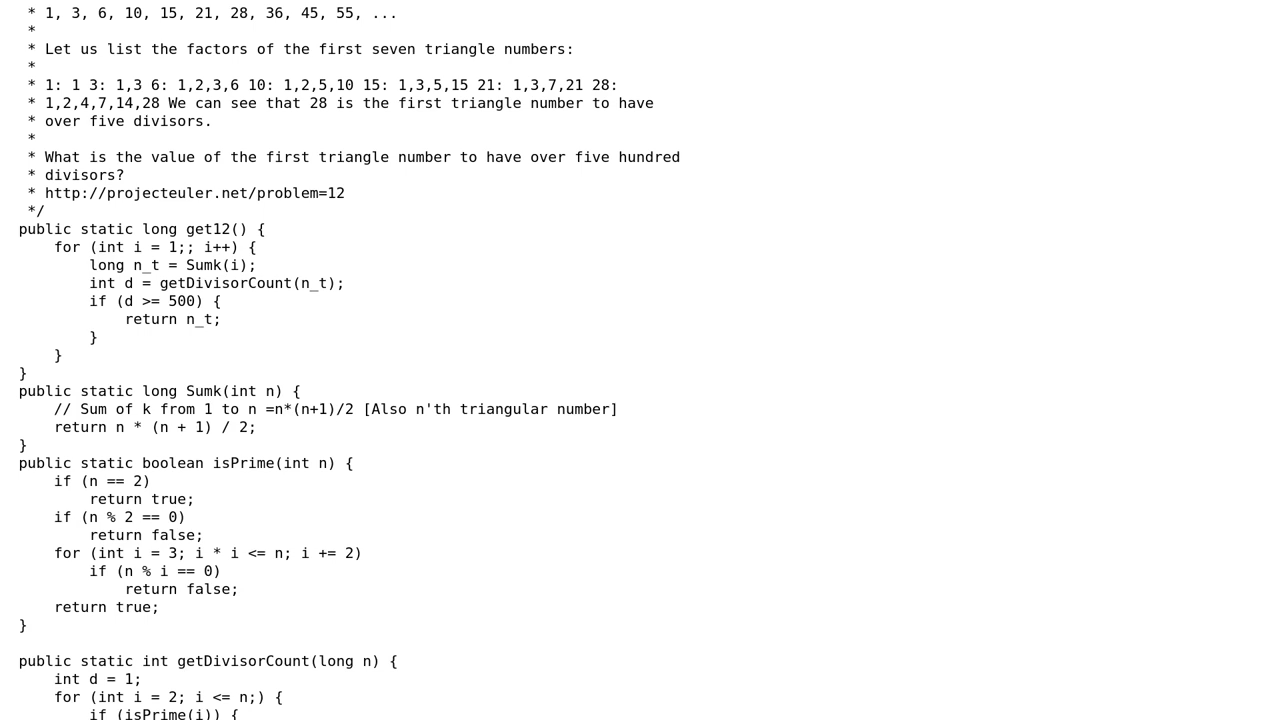 * 1, 3, 6, 10, 15, 21, 28, 36, 45, 55, ...
 *
 * Let us list the factors of the first seven triangle numbers:
 *
 * 1: 1 3: 1,3 6: 1,2,3,6 10: 1,2,5,10 15: 1,3,5,15 21: 1,3,7,21 28:
 * 1,2,4,7,14,28 We can see that 28 is the first triangle number to have
 * over five divisors.
 *
 * What is the value of the first triangle number to have over five hundred
 * divisors?
 * http://projecteuler.net/problem=12
 */
public static long get12() {
    for (int i = 1;; i++) {
        long n_t = Sumk(i);
        int d = getDivisorCount(n_t);
        if (d >= 500) {
            return n_t;
        }
    }
}
public static long Sumk(int n) {
    // Sum of k from 1 to n =n*(n+1)/2 [Also n'th triangular number]
    return n * (n + 1) / 2;
}
public static boolean isPrime(int n) {
    if (n == 2)
        return true;
    if (n % 2 == 0)
        return false;
    for (int i = 3; i * i <= n; i += 2)
        if (n % i == 0)
            return false;
    return true;
}

public static int getDivisorCount(long n) {
    int d = 1;
    for (int i = 2; i <= n;) {
        if (isPrime(i)) {